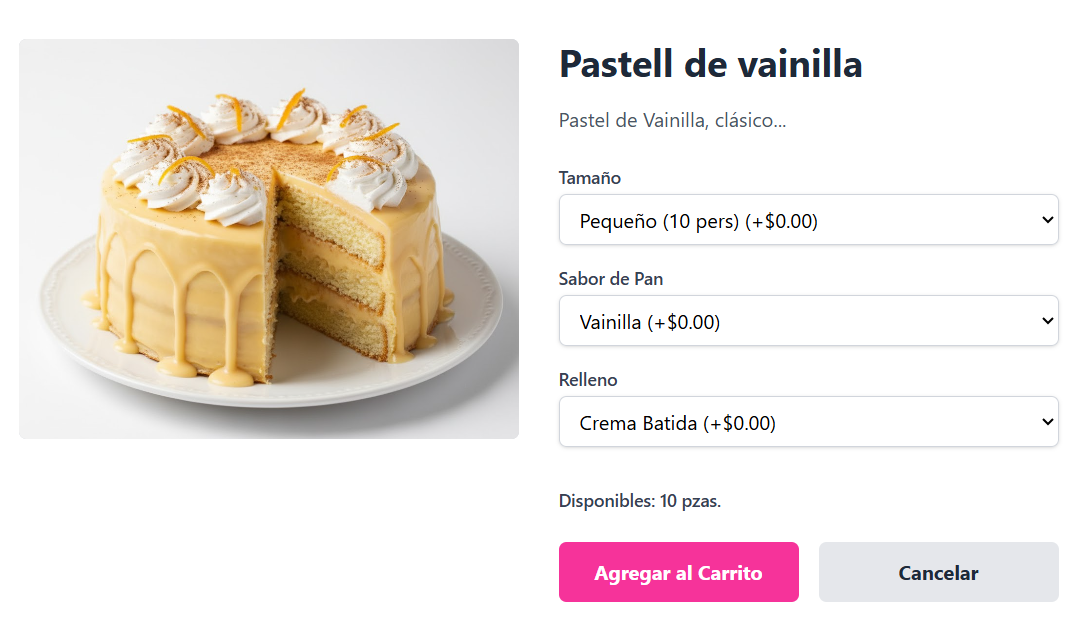 Pastell de vainilla
Pastel de Vainilla, clásico...
Tamaño
Pequeño (10 pers) (+$0.00)
Sabor de Pan
Vainilla (+$0.00)
Relleno
Crema Batida (+$0.00)
Disponibles: 10 pzas.
Agregar al Carrito
Cancelar